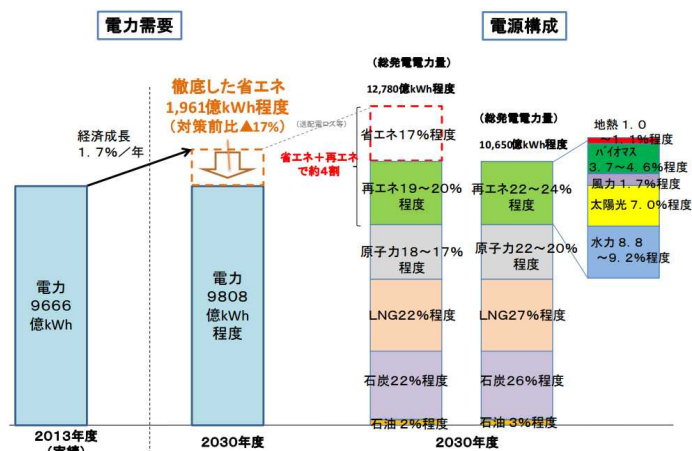 電力需要
電源構成
徹底した省エネ
1,961億kWh程度
(対策前比▲17%)
経済成長
1.7%/年
(送配電ロス等)
省エネ+再エネ
で約4割
電力
9666
億kWh
電力
9808
億kWh
程度
2013年度
(実績)
2030年度
(総発電電力量)
12,780億kWh程度
省エネ17%程度
再エネ19~20%
程度
原子力18~17%
程度
LNG22%程度
石炭22%程度
石油 2%程度
(総発電電力量)
10,650億kWh程度
再エネ22~24%
程度
原子力22~20%
程度
LNG27%程度
石炭26%程度
石油 3%程度
2030年度
地熱 1.0
~1.1%程度
バイオマス
3.7~4.6%程度
風力 1.7%程度
太陽光 7.0%程度
水力 8.8
~9.2%程度